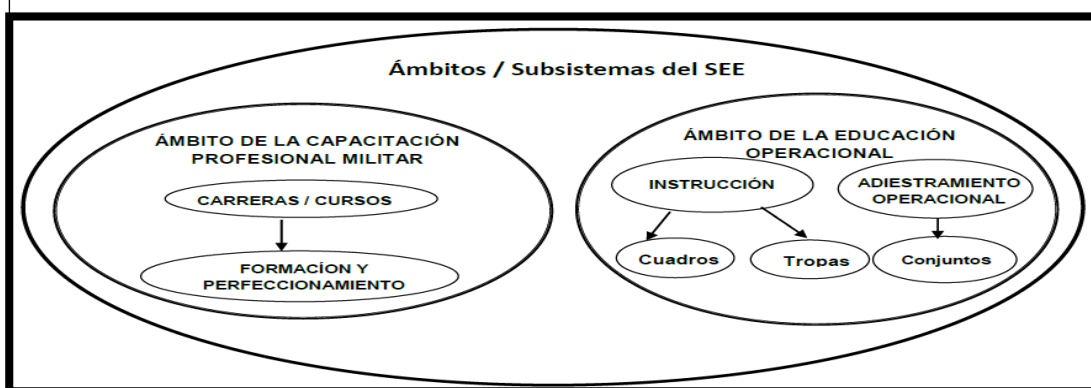 Ámbitos / Subsistemas del SEE
ÁMBITO DE LA CAPACITACIÓN
PROFESIONAL MILITAR
CARRERAS / CURSOS
FORMACÍON Y
PERFECCIONAMIENTO
ÁMBITO DE LA EDUCACIÓN
OPERACIONAL
INSTRUCCIÓN
ADIESTRAMIENTO
OPERACIONAL
Cuadros
Tropas
Conjuntos